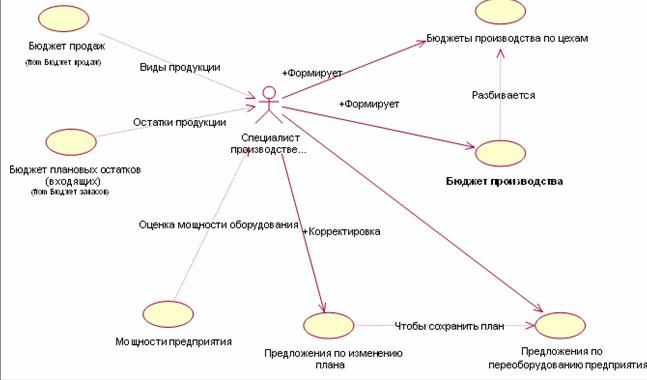 Бюджет продаж
(from Бюджет продаж)
Виды продукции
+Формирует
Бюджеты производства по цехам
Остатки продукции
+Формирует
Разбивается
Специалист
производстве...
Бюджет плановых остатков
(входящих)
(from Бюджет запасов)
Бюджет производства
Оценка мощности оборудования
+Корректировка
Мощности предприятия
Чтобы сохранить план
Предложения по изменению
плана
Предложения по
переоборудованию предприятия